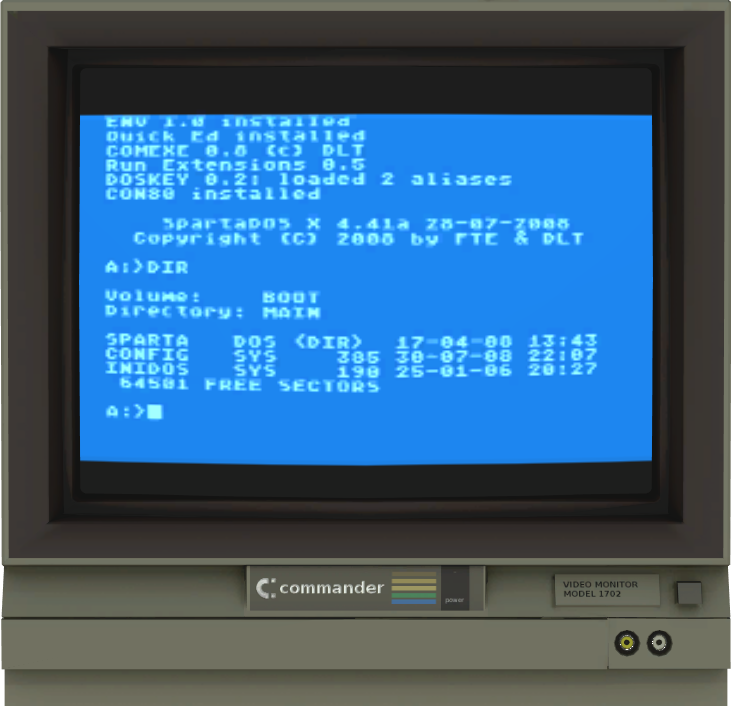 ENV 1.0 installed
Quick Ed installed
COMEXE 0.8 (c) DLT
Run Extensions 0.5
DOSKEY 0.2: loaded 2 aliases
CON80 installed
SpartaDOS X 4.41a 28-07-2008
Copyright (C) 2008 by FTE & DLT
A:>DIR
Volume: BOOT
Directory: MAIN
SPARTA DOS <DIR> 17-04-08 13:43
CONFIG SYS 385 30-07-08 22:07
INIDOS SYS 190 25-01-06 20:27
64501 FREE SECTORS
A:>
commander
power
VIDEO MONITOR
MODEL 1702